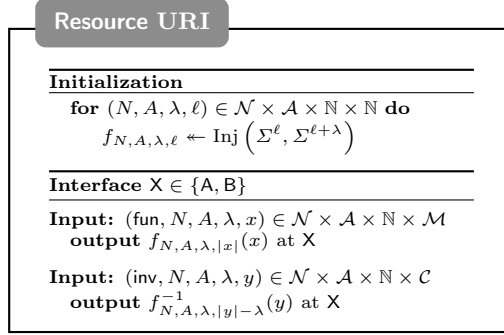 Resource URI
Initialization
for (N, A, λ, ℓ) ∈ 𝒩 × 𝒜 × ℕ × ℕ do
f_{N,A,λ,ℓ} ↞ Inj (Σ^ℓ, Σ^{ℓ+λ})
Interface X ∈ {A, B}
Input: (fun, N, A, λ, x) ∈ 𝒩 × 𝒜 × ℕ × ℳ
output f_{N,A,λ,|x|}(x) at X
Input: (inv, N, A, λ, y) ∈ 𝒩 × 𝒜 × ℕ × 𝒞
output f^{-1}_{N,A,λ,|y|−λ}(y) at X